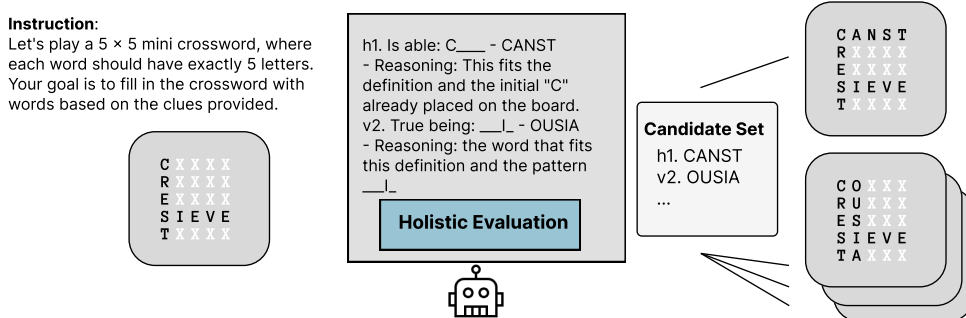 Instruction:
Let's play a 5 × 5 mini crossword, where
each word should have exactly 5 letters.
Your goal is to fill in the crossword with
words based on the clues provided.
C X X X X
R X X X X
E X X X X
S I E V E
T X X X X
h1. Is able: C____ - CANST
- Reasoning: This fits the
definition and the initial "C"
already placed on the board.
v2. True being: ___I_ - OUSIA
- Reasoning: the word that fits
this definition and the pattern
___I_
Holistic Evaluation
Candidate Set
h1. CANST
v2. OUSIA
...
C A N S T
R X X X X
E X X X X
S I E V E
T X X X X
C O X X X
R U X X X
E S X X X
S I E V E
T A X X X